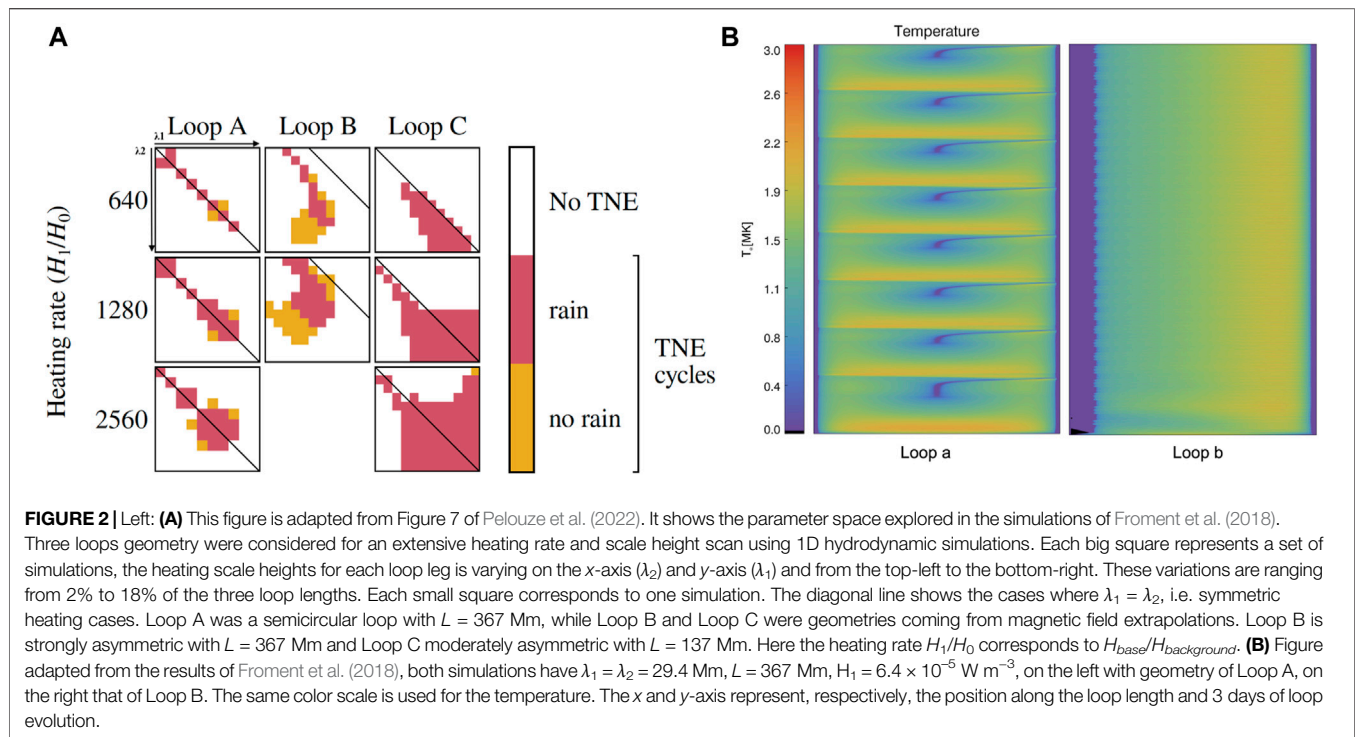 A
B
Temperature
Loop A Loop B Loop C
λ1
λ2
Heating rate (H1/H0)
640
1280
2560
No TNE
rain
no rain
TNE
cycles
T_e[MK]
3.0
2.6
2.2
1.9
1.5
1.1
0.4
0.0
Loop a
Loop b
FIGURE 2 | Left: (A) This figure is adapted from Figure 7 of Pelouze et al. (2022). It shows the parameter space explored in the simulations of Froment et al. (2018).
Three loops geometry were considered for an extensive heating rate and scale height scan using 1D hydrodynamic simulations. Each big square represents a set of
simulations, the heating scale heights for each loop leg is varying on the x-axis (λ2) and y-axis (λ1) and from the top-left to the bottom-right. These variations are ranging
from 2% to 18% of the three loop lengths. Each small square corresponds to one simulation. The diagonal line shows the cases where λ1 = λ2, i.e. symmetric
heating cases. Loop A was a semicircular loop with L = 367 Mm, while Loop B and Loop C were geometries coming from magnetic field extrapolations. Loop B is
strongly asymmetric with L = 367 Mm and Loop C moderately asymmetric with L = 137 Mm. Here the heating rate H1/H0 corresponds to Hbase/Hbackground. (B) Figure
adapted from the results of Froment et al. (2018), both simulations have λ1 = λ2 = 29.4 Mm, L = 367 Mm, H1 = 6.4 × 10⁻⁵ W m⁻³, on the left with geometry of Loop A, on
the right that of Loop B. The same color scale is used for the temperature. The x and y-axis represent, respectively, the position along the loop length and 3 days of loop
evolution.